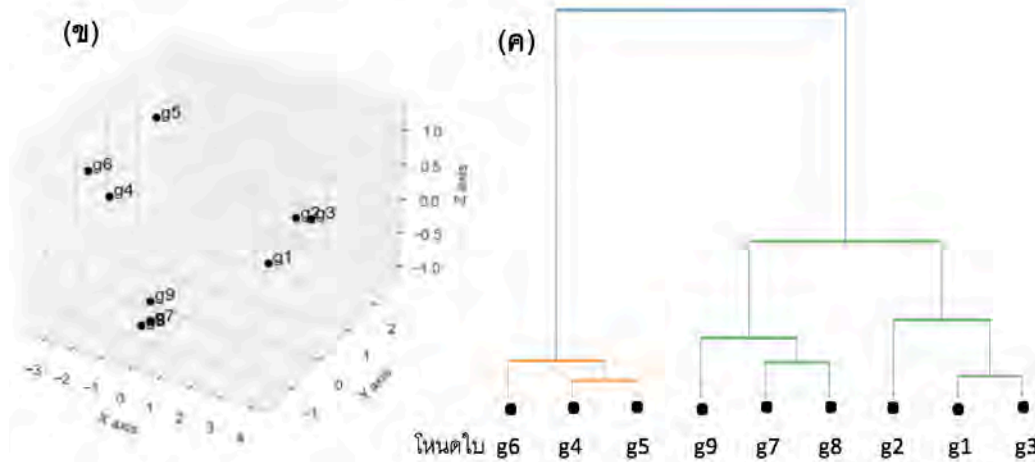 (ข)
(ค)
g5
g6
g4
g2 g3
g1
g9
g7
g8
1.0
0.5
0.0
−0.5
−1.0
Z axis
2
1
0
−1
Y axis
−3 −2 −1 0 1 2 3 4
X axis
โหนดใบ g6 g4 g5 g9 g7 g8 g2 g1 g3